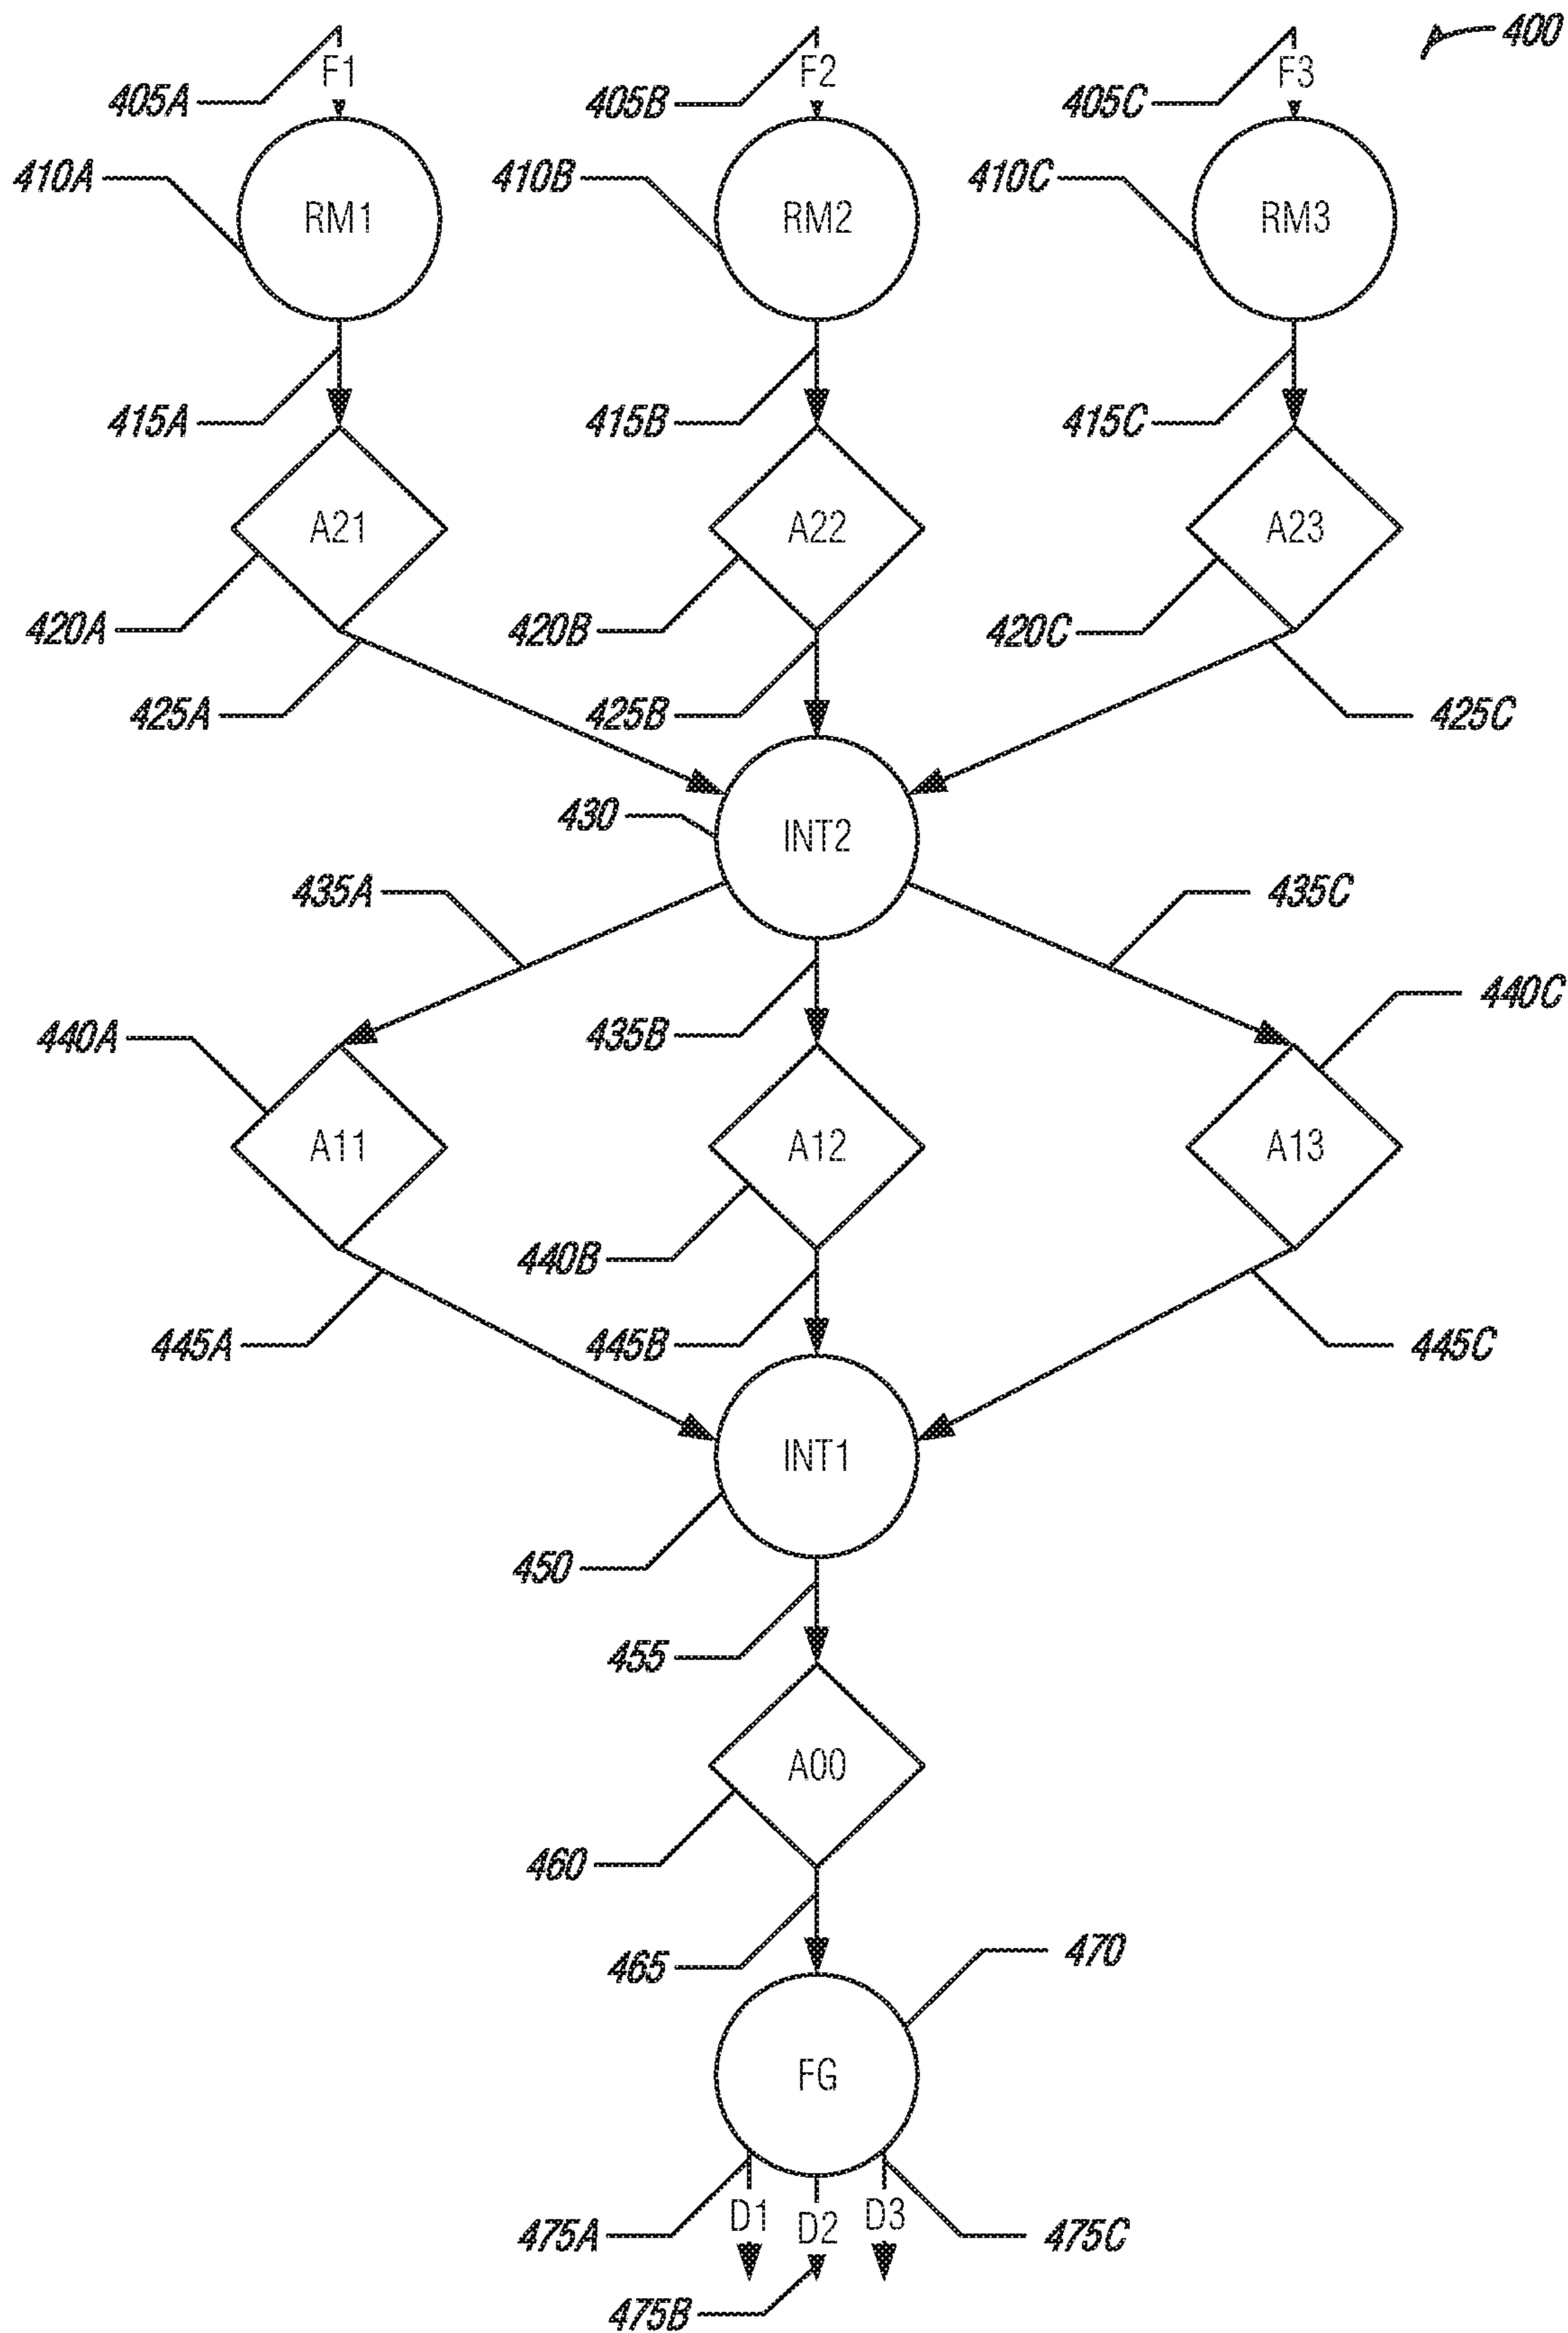 400
F1 F2 F3
405A 405B 405C
410A 410B 410C
RM1 RM2 RM3
415A 415B 415C
A21 A22 A23
420A 420B 420C
425A 425B 425C
430
INT2
435A 435C
440C
435B
440A
A11 A12 A13
440B
445A 445B 445C
INT1
450
455
A00
460
470
465
FG
D1 D2 D3
475A 475C
475B